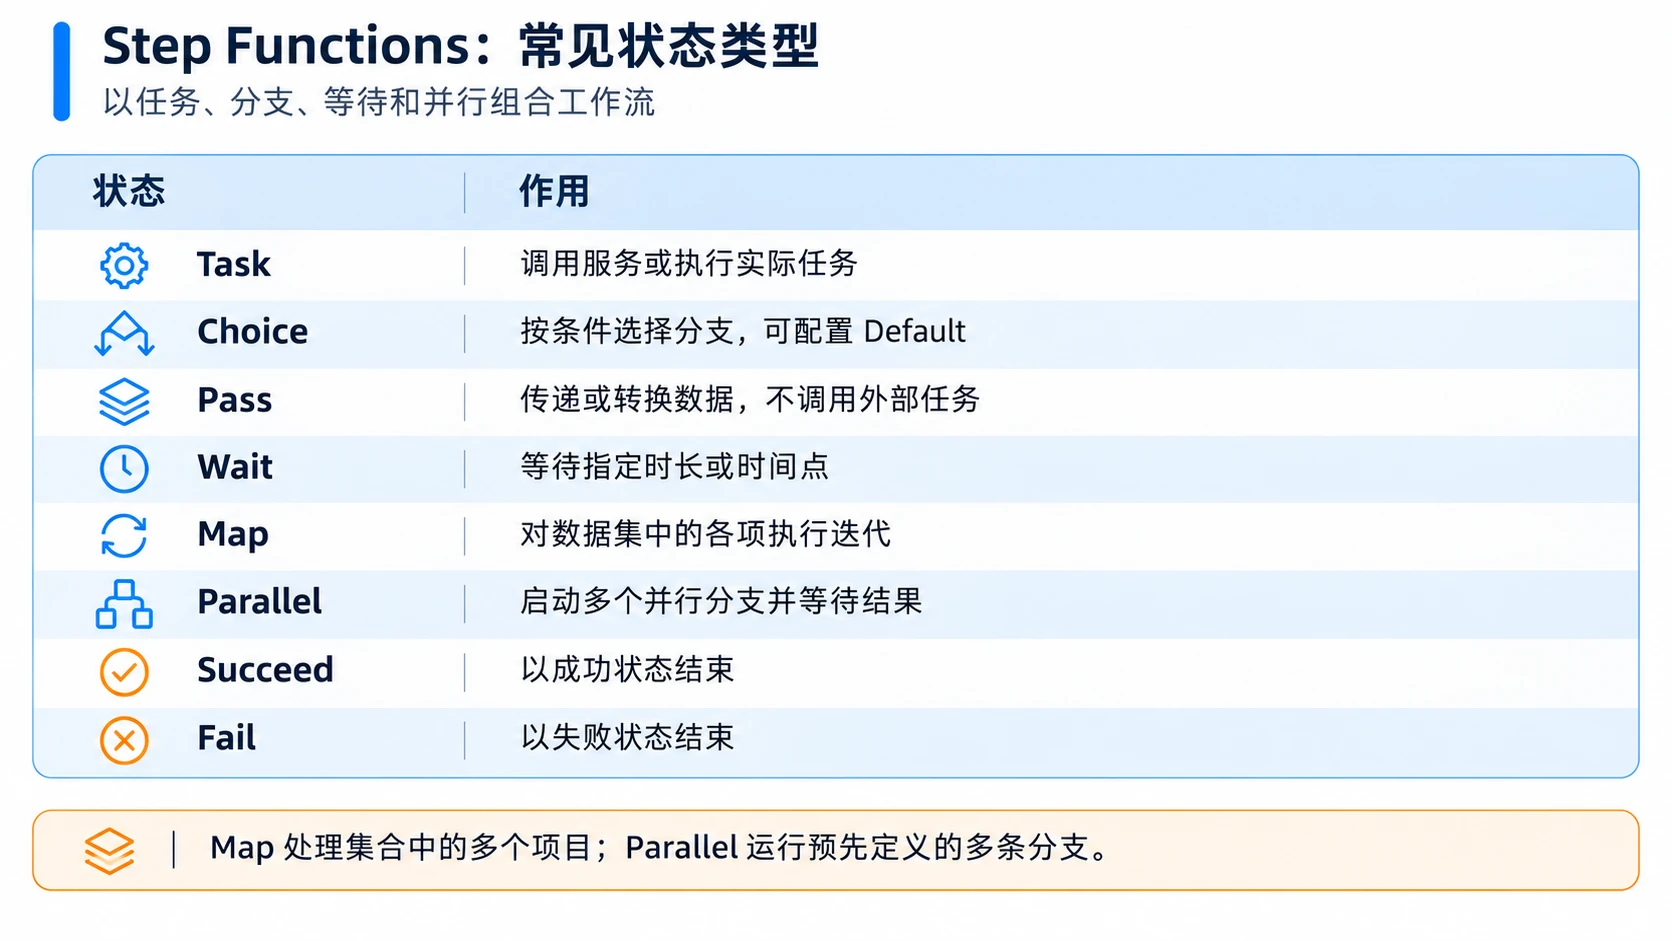 Step Functions：常见状态类型
以任务、分支、等待和并行组合工作流
状态 作用
Task 调用服务或执行实际任务
Choice 按条件选择分支，可配置 Default
Pass 传递或转换数据，不调用外部任务
Wait 等待指定时长或时间点
Map 对数据集中的各项执行迭代
Parallel 启动多个并行分支并等待结果
Succeed 以成功状态结束
Fail 以失败状态结束
Map 处理集合中的多个项目；Parallel 运行预先定义的多条分支。